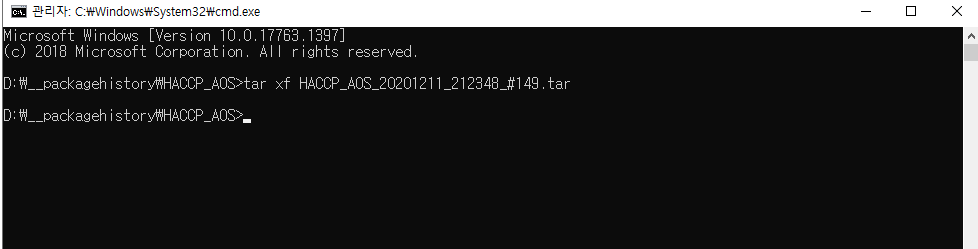 관리자: C:₩Windows₩System32₩cmd.exe
Microsoft Windows [Version 10.0.17763.1397]
(c) 2018 Microsoft Corporation. All rights reserved.
D:₩__packagehistory₩HACCP_AOS>tar xf HACCP_AOS_20201211_212348_#149.tar
D:₩__packagehistory₩HACCP_AOS>